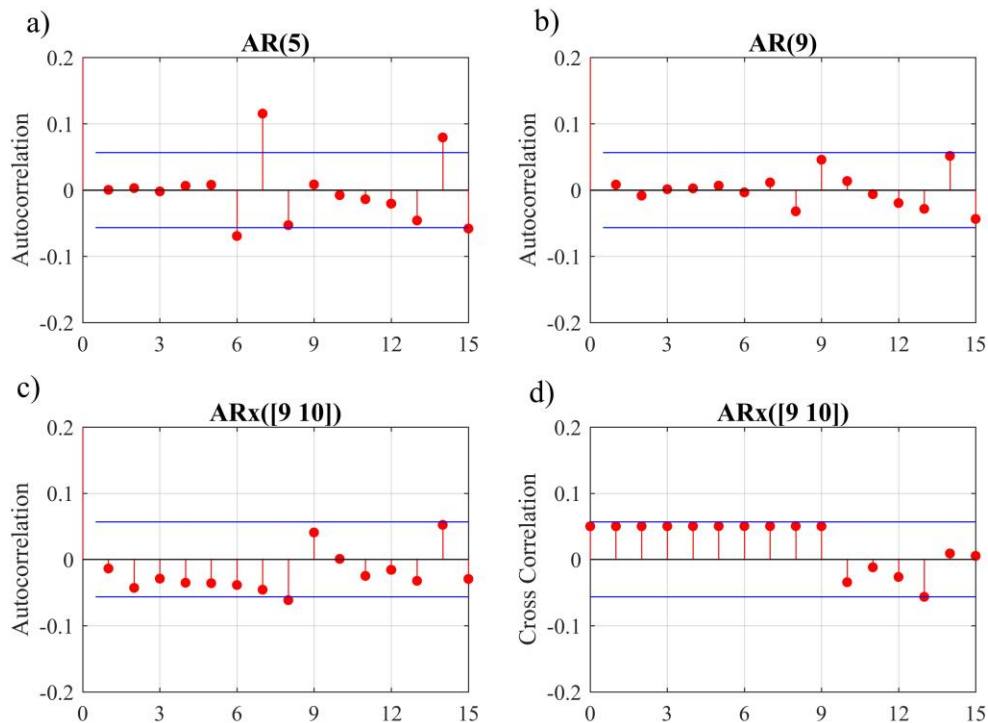 a)
AR(5)
Autocorrelation
0.2
0.1
0
-0.1
-0.2
0 3 6 9 12 15
b)
AR(9)
Autocorrelation
0.2
0.1
0
-0.1
-0.2
0 3 6 9 12 15
c)
ARx([9 10])
Autocorrelation
0.2
0.1
0
-0.1
-0.2
0 3 6 9 12 15
d)
ARx([9 10])
Cross Correlation
0.2
0.1
0
-0.1
-0.2
0 3 6 9 12 15